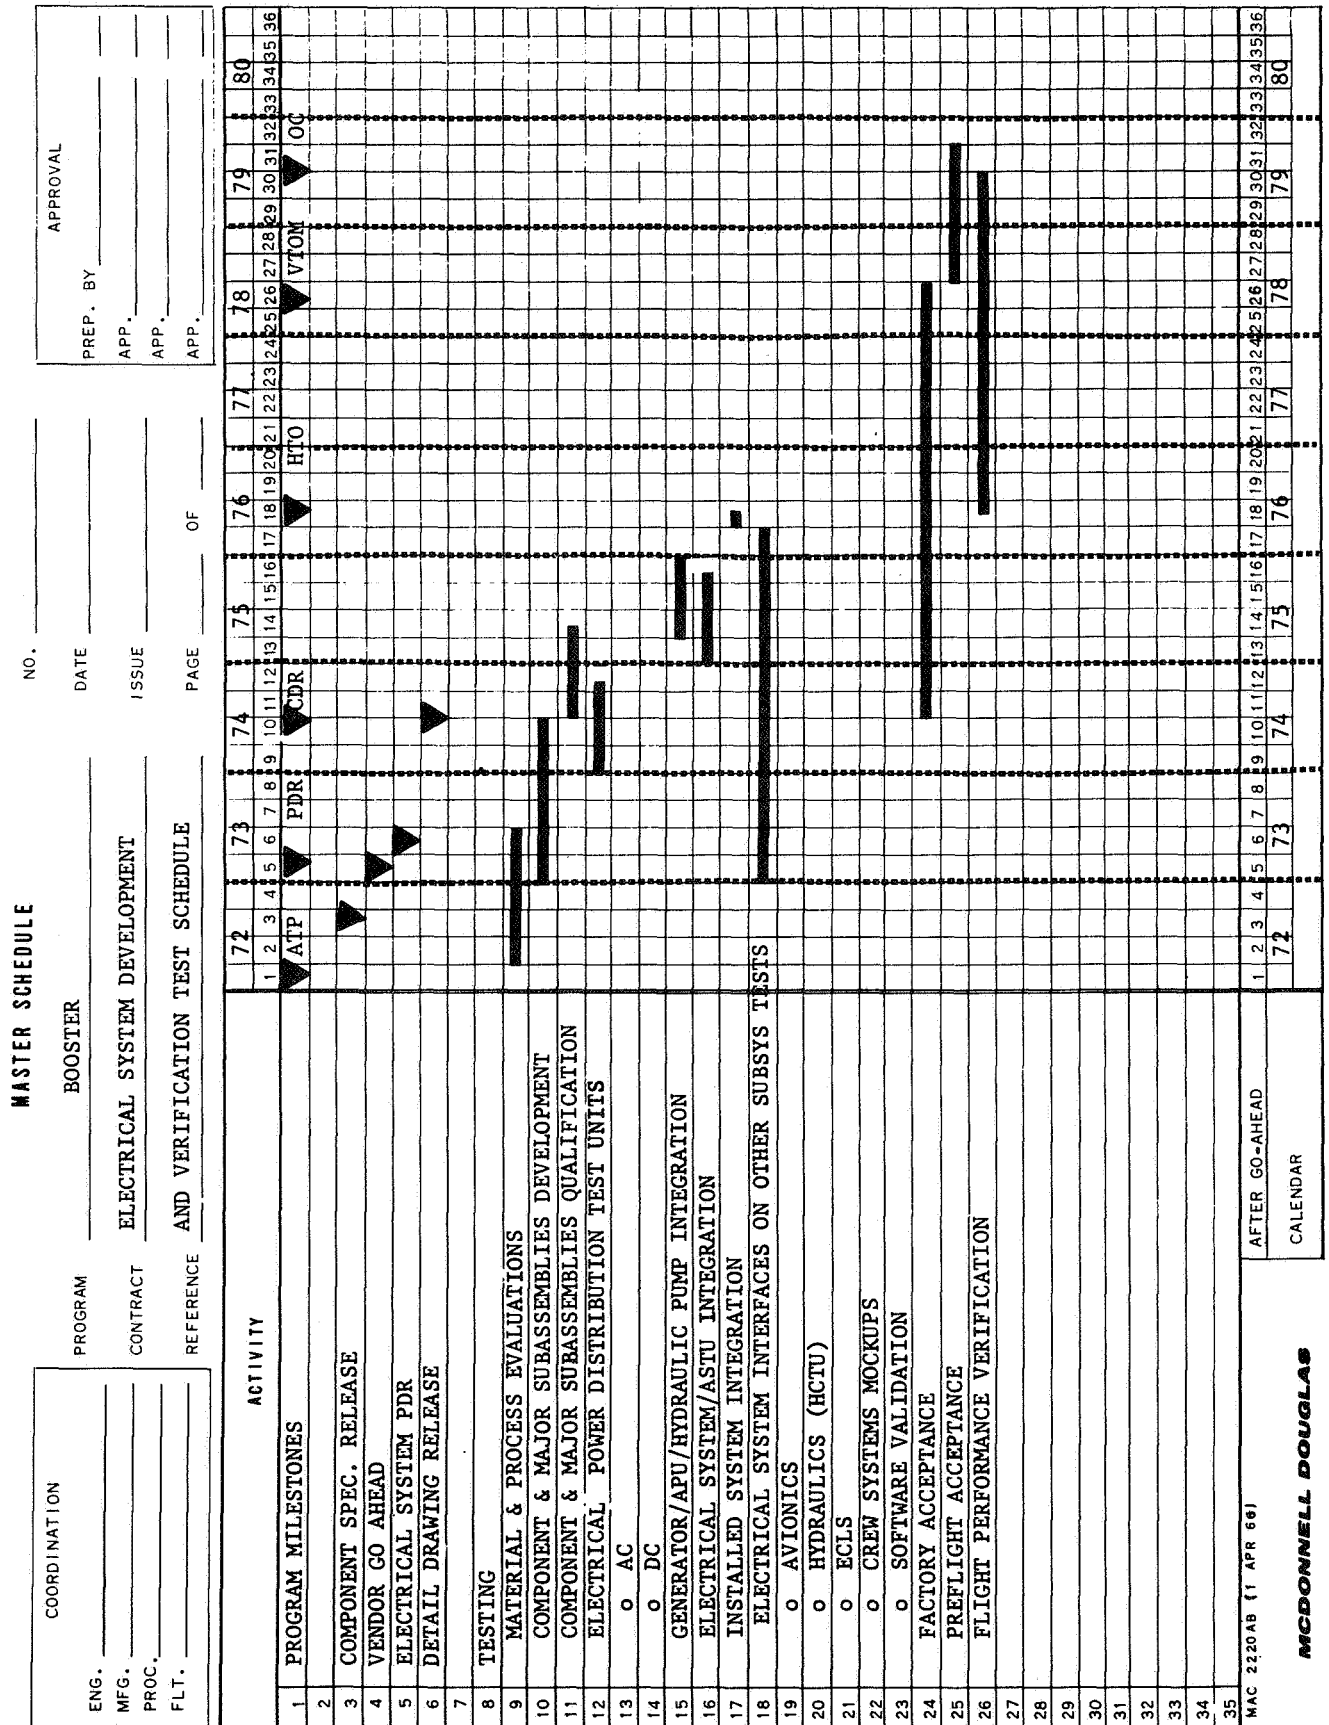 MASTER SCHEDULE
COORDINATION
ENG.
MFG.
PROC.
FLT.
PROGRAM BOOSTER
CONTRACT ELECTRICAL SYSTEM DEVELOPMENT
REFERENCE AND VERIFICATION TEST SCHEDULE
NO.
DATE
ISSUE
PAGE OF
APPROVAL
PREP. BY
APP.
APP.
APP.
ACTIVITY
72 73 74 75 76 77 78 79 80
1 2 3 4 5 6 7 8 9 10 11 12 13 14 15 16 17 18 19 20 21 22 23 24 25 26 27 28 29 30 31 32 33 34 35 36
1 PROGRAM MILESTONES ATP PDR CDR HTO VTOM OC
2
3 COMPONENT SPEC. RELEASE
4 VENDOR GO AHEAD
5 ELECTRICAL SYSTEM PDR
6 DETAIL DRAWING RELEASE
7
8 TESTING
9 MATERIAL & PROCESS EVALUATIONS
10 COMPONENT & MAJOR SUBASSEMBLIES DEVELOPMENT
11 COMPONENT & MAJOR SUBASSEMBLIES QUALIFICATION
12 ELECTRICAL POWER DISTRIBUTION TEST UNITS
13 o AC
14 o DC
15 GENERATOR/APU/HYDRAULIC PUMP INTEGRATION
16 ELECTRICAL SYSTEM/ASTU INTEGRATION
17 INSTALLED SYSTEM INTEGRATION
18 ELECTRICAL SYSTEM INTERFACES ON OTHER SUBSYS TESTS
19 o AVIONICS
20 o HYDRAULICS (HCTU)
21 o ECLS
22 o CREW SYSTEMS MOCKUPS
23 o SOFTWARE VALIDATION
24 FACTORY ACCEPTANCE
25 PREFLIGHT ACCEPTANCE
26 FLIGHT PERFORMANCE VERIFICATION
27
28
29
30
31
32
33
34
35
MAC 2220AB (1 APR 66)
AFTER GO-AHEAD 1 2 3 4 5 6 7 8 9 10 11 12 13 14 15 16 17 18 19 20 21 22 23 24 25 26 27 28 29 30 31 32 33 34 35 36
CALENDAR 72 73 74 75 76 77 78 79 80
MCDONNELL DOUGLAS